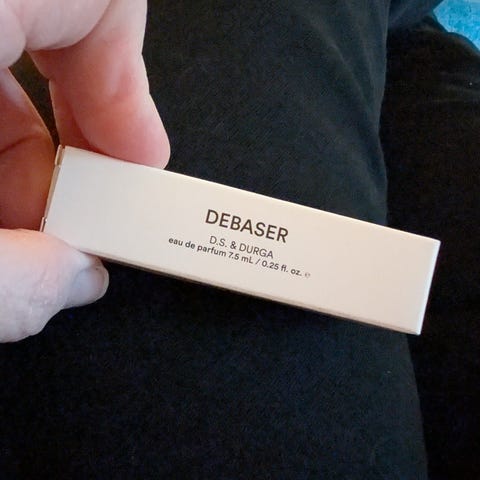 DEBASER
D.S. & DURGA
eau de parfum 7.5 mL / 0.25 fl. oz. ℮